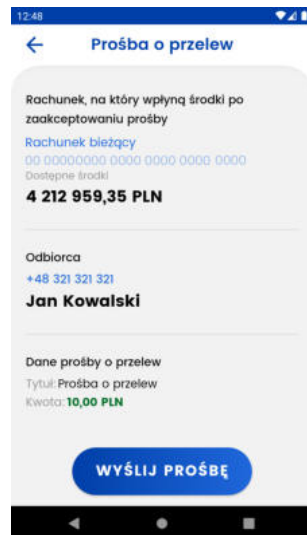 12:48
Prośba o przelew
Rachunek, na który wpłyną środki po
zaakceptowaniu prośby
Rachunek bieżący
00 00000000 0000 0000 0000 0000
Dostępne środki
4 212 959,35 PLN
Odbiorca
+48 321 321 321
Jan Kowalski
Dane prośby o przelew
Tytuł: Prośba o przelew
Kwota: 10,00 PLN
WYŚLIJ PROŚBĘ